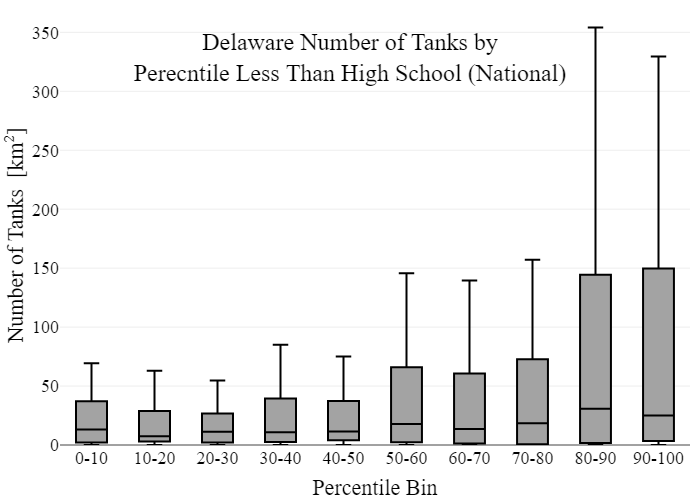 Delaware Number of Tanks by
Perecntile Less Than High School (National)
Number of Tanks [km²]
350
300
250
200
150
100
50
0
0-10 10-20 20-30 30-40 40-50 50-60 60-70 70-80 80-90 90-100
Percentile Bin